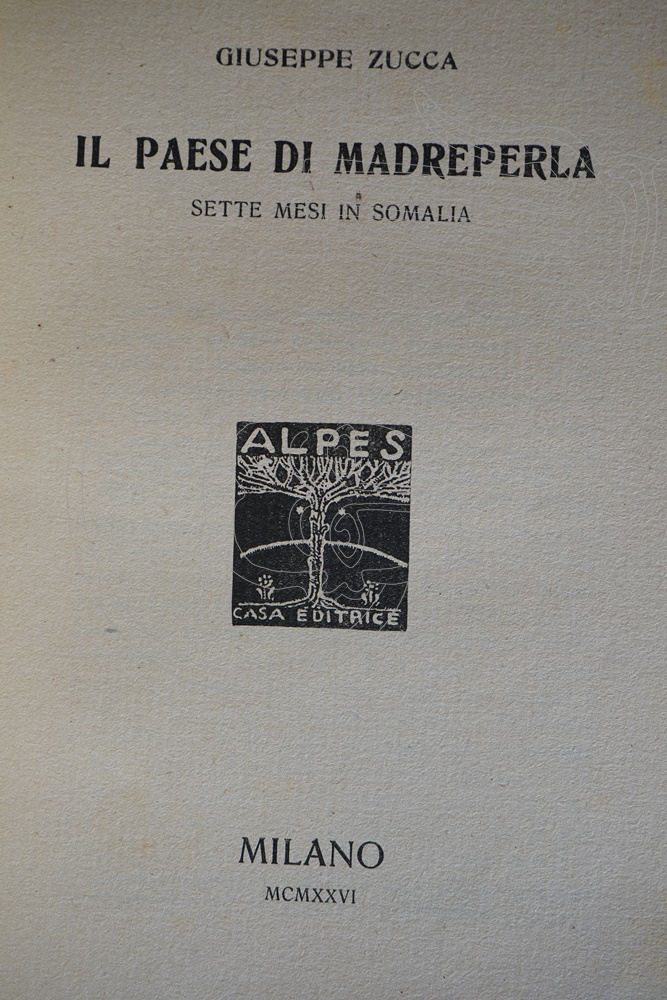 GIUSEPPE ZUCCA
IL PAESE DI MADREPERLA
SETTE MESI IN SOMALIA
ALPES
CASA EDITRICE
MILANO
MCMXXVI